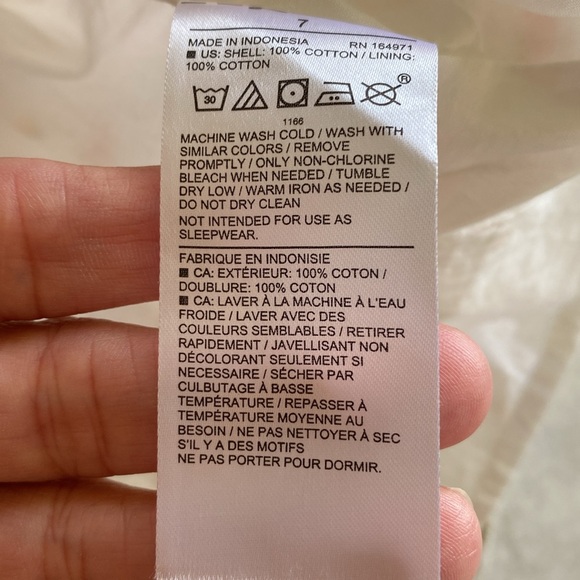 7
MADE IN INDONESIA RN 164971
US: SHELL: 100% COTTON / LINING:
100% COTTON
30 ®
1166
MACHINE WASH COLD / WASH WITH
SIMILAR COLORS / REMOVE
PROMPTLY / ONLY NON-CHLORINE
BLEACH WHEN NEEDED / TUMBLE
DRY LOW / WARM IRON AS NEEDED /
DO NOT DRY CLEAN
NOT INTENDED FOR USE AS
SLEEPWEAR.
FABRIQUE EN INDONISIE
CA: EXTÉRIEUR: 100% COTON /
DOUBLURE: 100% COTON
CA: LAVER À LA MACHINE À L'EAU
FROIDE / LAVER AVEC DES
COULEURS SEMBLABLES / RETIRER
RAPIDEMENT / JAVELLISANT NON
DÉCOLORANT SEULEMENT SI
NECESSAIRE / SÉCHER PAR
CULBUTAGE À BASSE
TEMPÉRATURE / REPASSER À
TEMPÉRATURE MOYENNE AU
BESOIN / NE PAS NETTOYER À SEC
S'IL Y A DES MOTIFS
NE PAS PORTER POUR DORMIR.